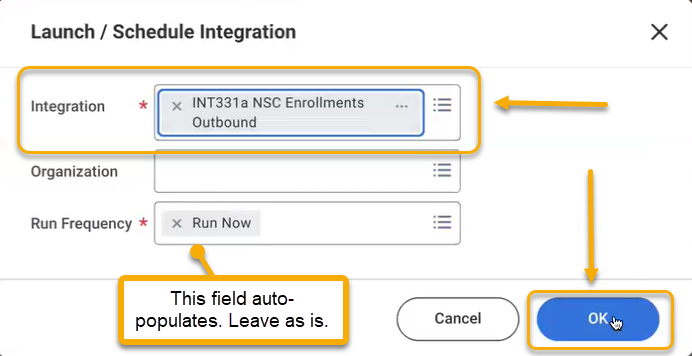 Launch / Schedule Integration
Integration *
INT331a NSC Enrollments
Outbound
Organization
Run Frequency *
Run Now
This field auto-
populates. Leave as is.
Cancel
OK